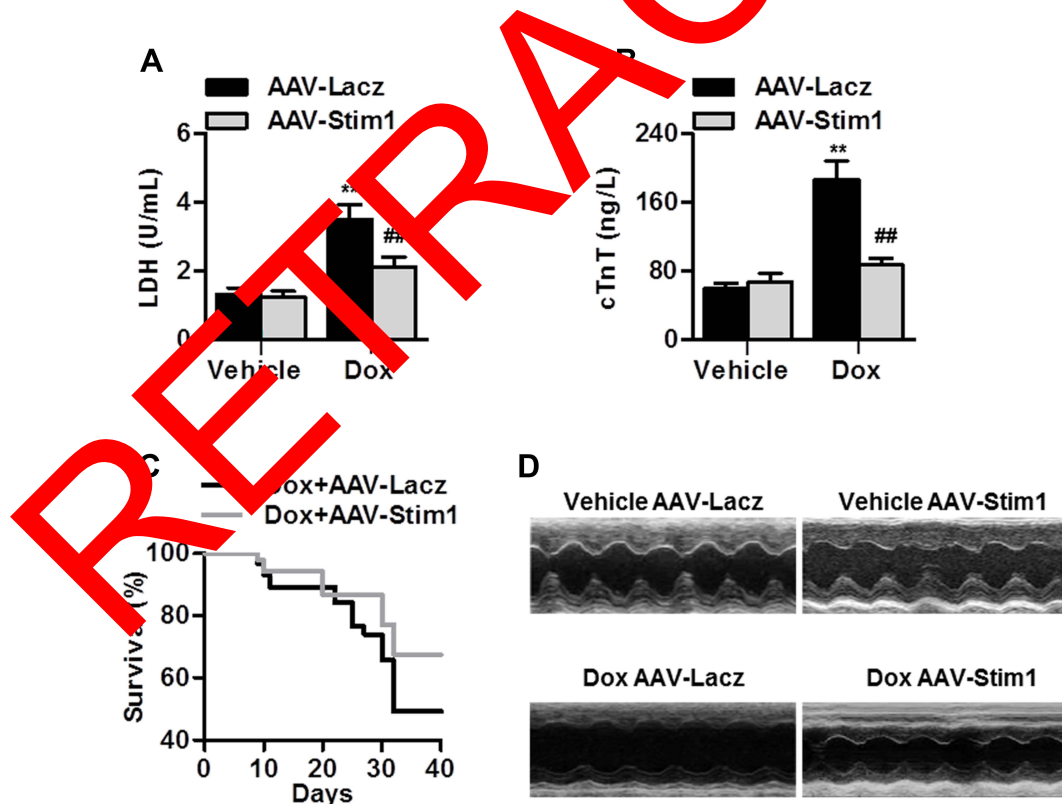 A
AAV-Lacz
AAV-Stim1
6
4
2
0
LDH (U/mL)
**
##
Vehicle
Dox
B
AAV-Lacz
AAV-Stim1
240
160
80
0
cTnT (ng/L)
**
##
Vehicle
Dox
C
Dox+AAV-Lacz
Dox+AAV-Stim1
100
80
60
40
Survival (%)
0 10 20 30 40
Days
D
Vehicle AAV-Lacz
Vehicle AAV-Stim1
Dox AAV-Lacz
Dox AAV-Stim1
RETRAC